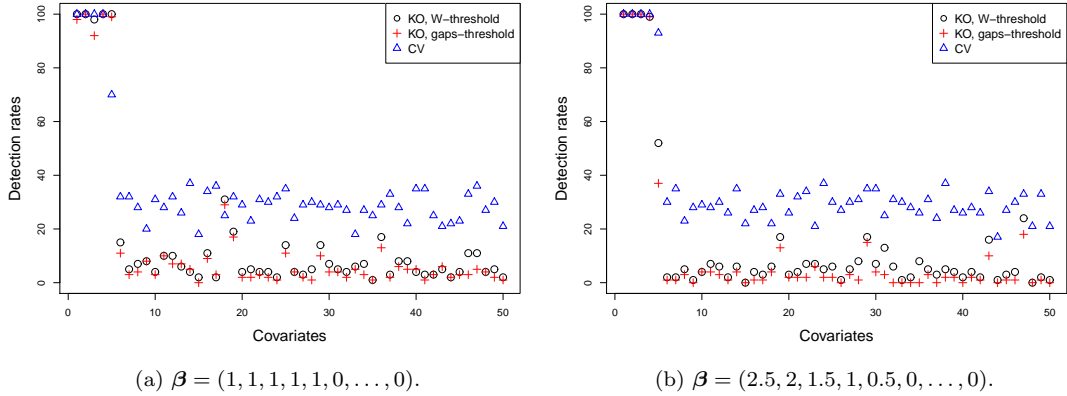 Detection rates
0 20 40 60 80 100
KO, W−threshold
KO, gaps−threshold
CV
0 10 20 30 40 50
Covariates
(a) β = (1, 1, 1, 1, 1, 0, . . . , 0).
Detection rates
0 20 40 60 80 100
KO, W−threshold
KO, gaps−threshold
CV
0 10 20 30 40 50
Covariates
(b) β = (2.5, 2, 1.5, 1, 0.5, 0, . . . , 0).